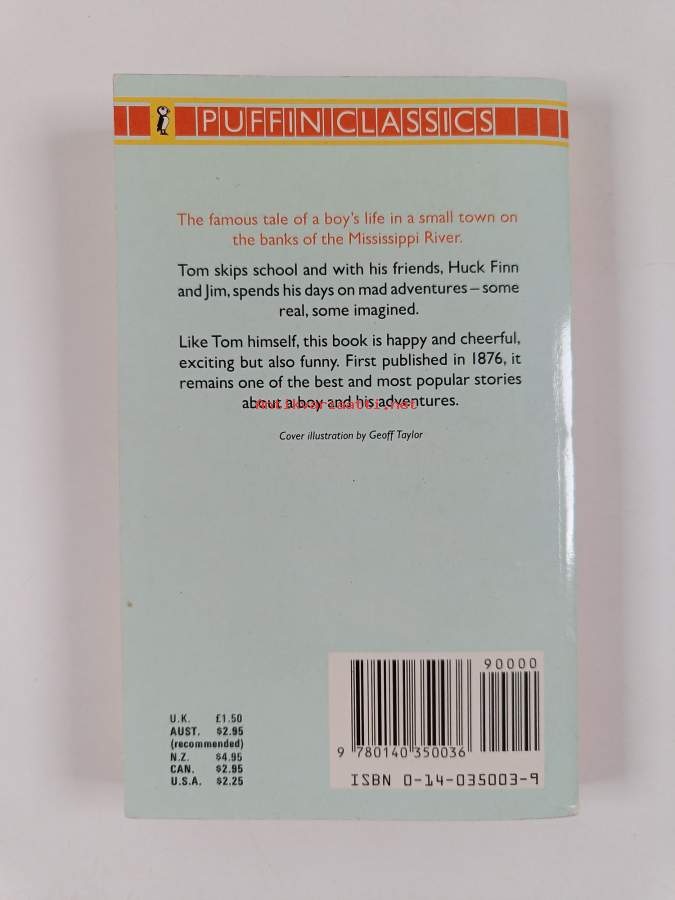 PUFFIN CLASSICS
The famous tale of a boy's life in a small town on
the banks of the Mississippi River.
Tom skips school and with his friends, Huck Finn
and Jim, spends his days on mad adventures – some
real, some imagined.
Like Tom himself, this book is happy and cheerful,
exciting but also funny. First published in 1876, it
remains one of the best and most popular stories
about a boy and his adventures.
Antikvariaatti.net
Cover illustration by Geoff Taylor
90000
9 780140 350036
ISBN 0-14-035003-9
U.K. £1.50
AUST. $2.95
(recommended)
N.Z. $4.95
CAN. $2.95
U.S.A. $2.25